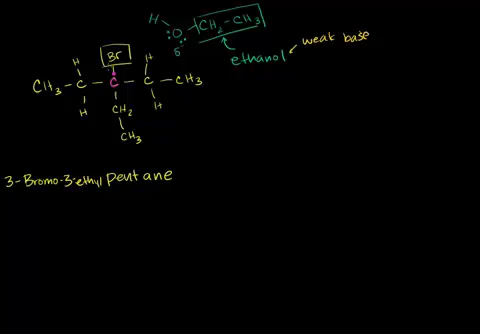 H
O CH2-CH3
δ-
Br
H
H
weak base
ethanol
CH3 - C - C - C - CH3
H
CH2
H
CH3
3-Bromo-3-ethyl pentane